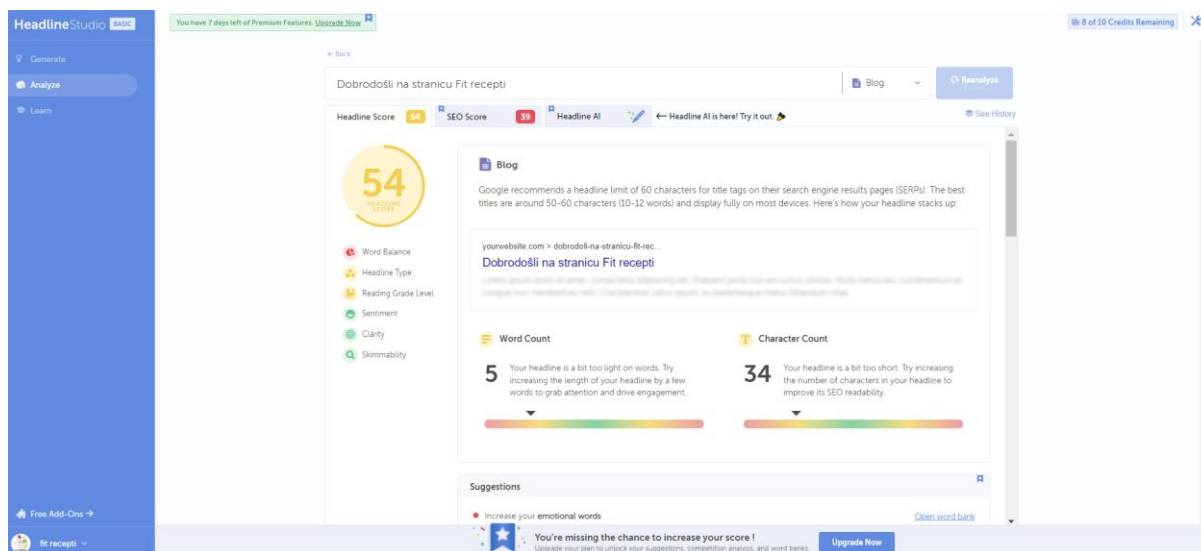 HeadlineStudio BASIC
You have 7 days left of Premium Features. Upgrade Now
8 of 10 Credits Remaining
Generate
Analyze
Learn
← Back
Dobrodošli na stranicu Fit recepti
Blog
Reanalyze
Headline Score 54
SEO Score 39
Headline AI
← Headline AI is here! Try it out.
See History
54
HEADLINE
SCORE
Word Balance
Headline Type
Reading Grade Level
Sentiment
Clarity
Skimmability
Blog
Google recommends a headline limit of 60 characters for title tags on their search engine results pages (SERPs). The best
titles are around 50-60 characters (10-12 words) and display fully on most devices. Here's how your headline stacks up:
yourwebsite.com > dobrodoli-na-stranicu-fit-rec...
Dobrodošli na stranicu Fit recepti
Word Count
5
Your headline is a bit too light on words. Try
increasing the length of your headline by a few
words to grab attention and drive engagement.
Character Count
34
Your headline is a bit too short. Try increasing
the number of characters in your headline to
improve its SEO readability.
Suggestions
Increase your emotional words
Open word bank
Free Add-Ons →
fit recepti
You're missing the chance to increase your score !
Upgrade your plan to unlock your suggestions, competition analysis, and word banks.
Upgrade Now